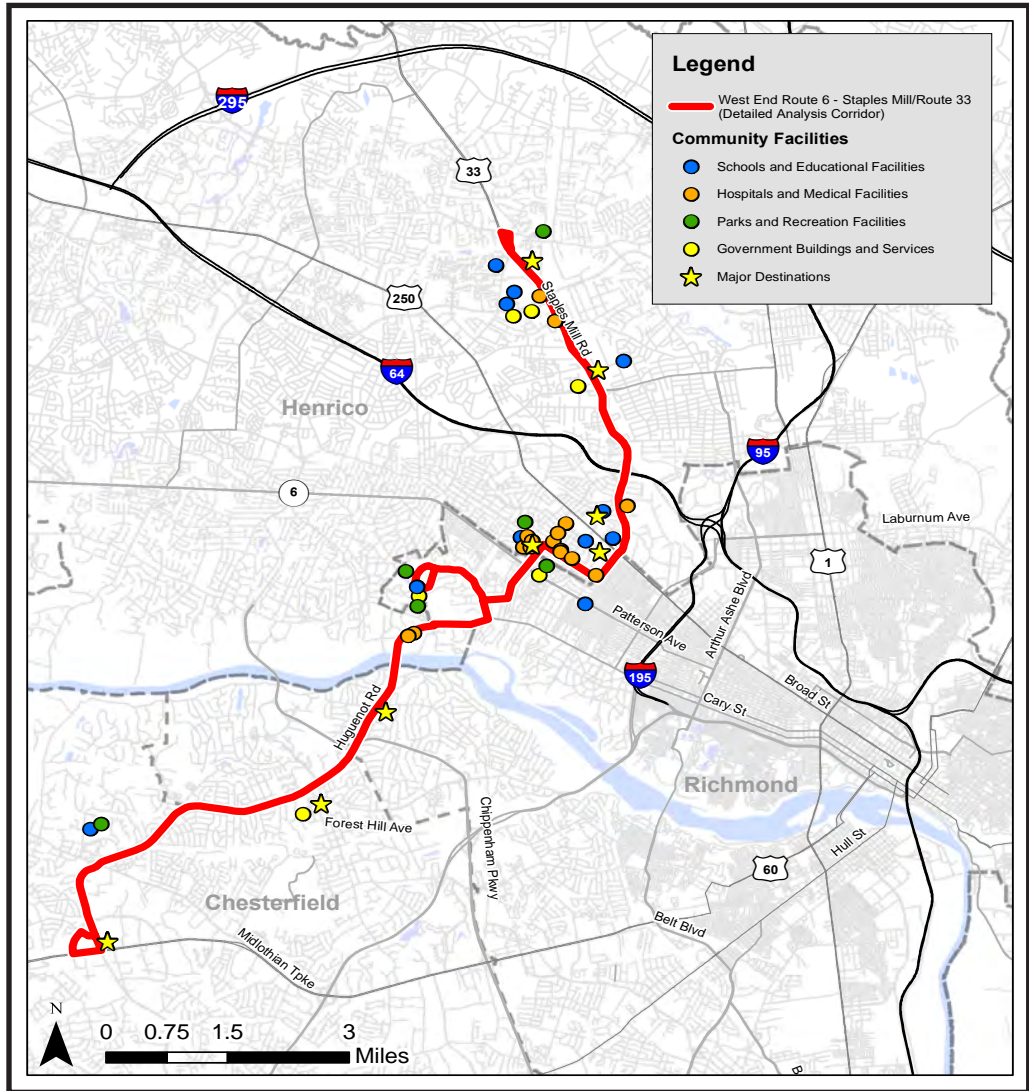 Legend
West End Route 6 - Staples Mill/Route 33
(Detailed Analysis Corridor)
Community Facilities
Schools and Educational Facilities
Hospitals and Medical Facilities
Parks and Recreation Facilities
Government Buildings and Services
Major Destinations
295
33
250
Staples Mill Rd
64
Henrico
95
6
Laburnum Ave
1
Arthur Ashe Blvd
Patterson Ave
195
Broad St
Cary St
Huguenot Rd
Richmond
Forest Hill Ave
Chippenham Pkwy
Hull St
60
Chesterfield
Belt Blvd
Midlothian Tpke
N
0 0.75 1.5 3
Miles